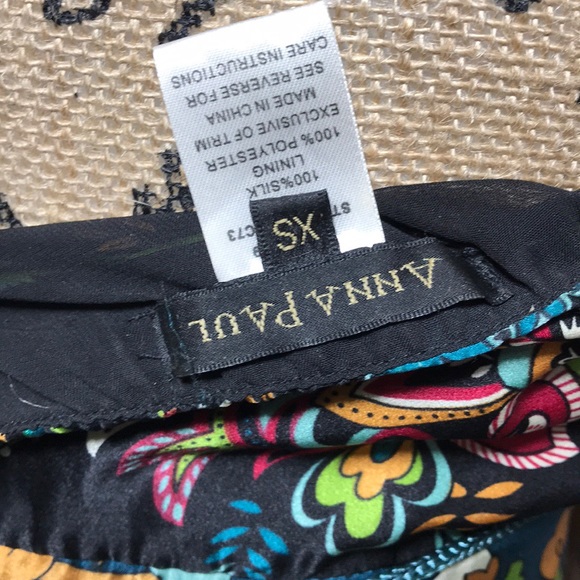 ANNA PAUL
XS
100%SILK
LINING
100% POLYESTER
EXCLUSIVE OF TRIM
MADE IN CHINA
SEE REVERSE FOR
CARE INSTRUCTIONS